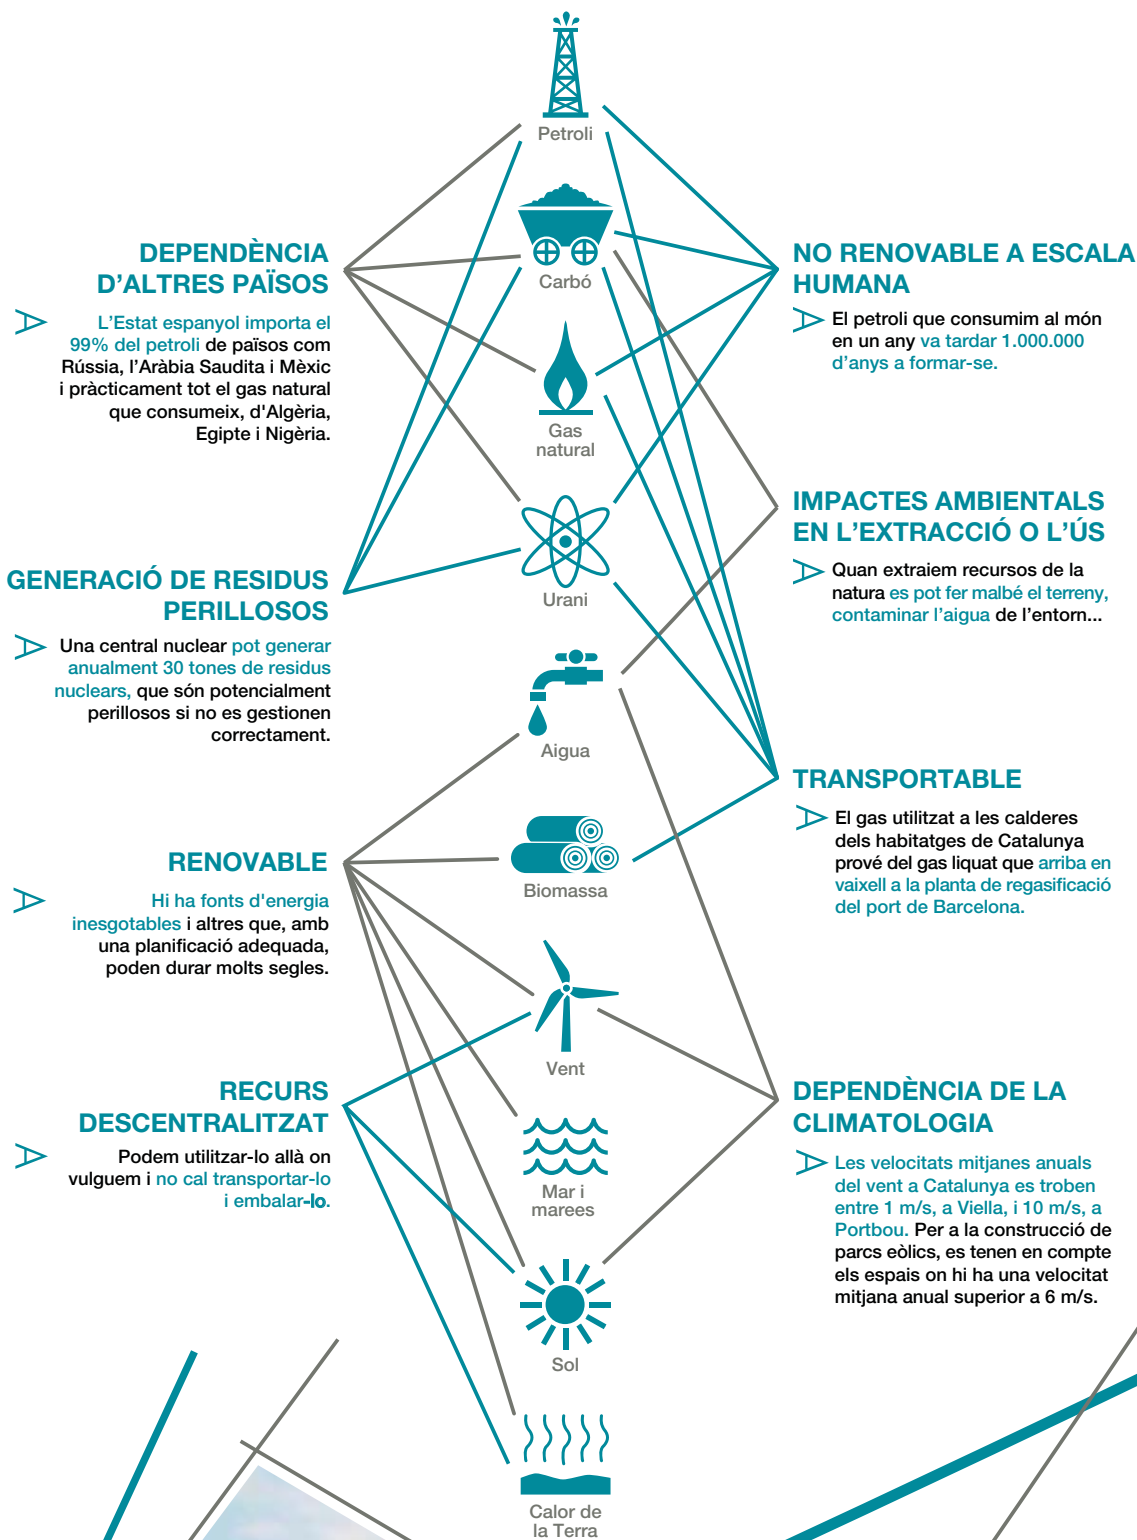 Petroli
Carbó
Gas
natural
Urani
Aigua
Biomassa
Vent
Mar i
marees
Sol
Calor de
la Terra
DEPENDÈNCIA
D'ALTRES PAÏSOS
L'Estat espanyol importa el
99% del petroli de països com
Rússia, l'Aràbia Saudita i Mèxic
i pràcticament tot el gas natural
que consumeix, d'Algèria,
Egipte i Nigèria.
GENERACIÓ DE RESIDUS
PERILLOSOS
Una central nuclear pot generar
anualment 30 tones de residus
nuclears, que són potencialment
perillosos si no es gestionen
correctament.
RENOVABLE
Hi ha fonts d'energia
inesgotables i altres que, amb
una planificació adequada,
poden durar molts segles.
RECURS
DESCENTRALITZAT
Podem utilitzar-lo allà on
vulguem i no cal transportar-lo
i embalar-lo.
NO RENOVABLE A ESCALA
HUMANA
El petroli que consumim al món
en un any va tardar 1.000.000
d'anys a formar-se.
IMPACTES AMBIENTALS
EN L'EXTRACCIÓ O L'ÚS
Quan extraiem recursos de la
natura es pot fer malbé el terreny,
contaminar l'aigua de l'entorn...
TRANSPORTABLE
El gas utilitzat a les calderes
dels habitatges de Catalunya
prové del gas liquat que arriba en
vaixell a la planta de regasificació
del port de Barcelona.
DEPENDÈNCIA DE LA
CLIMATOLOGIA
Les velocitats mitjanes anuals
del vent a Catalunya es troben
entre 1 m/s, a Viella, i 10 m/s, a
Portbou. Per a la construcció de
parcs eòlics, es tenen en compte
els espais on hi ha una velocitat
mitjana anual superior a 6 m/s.